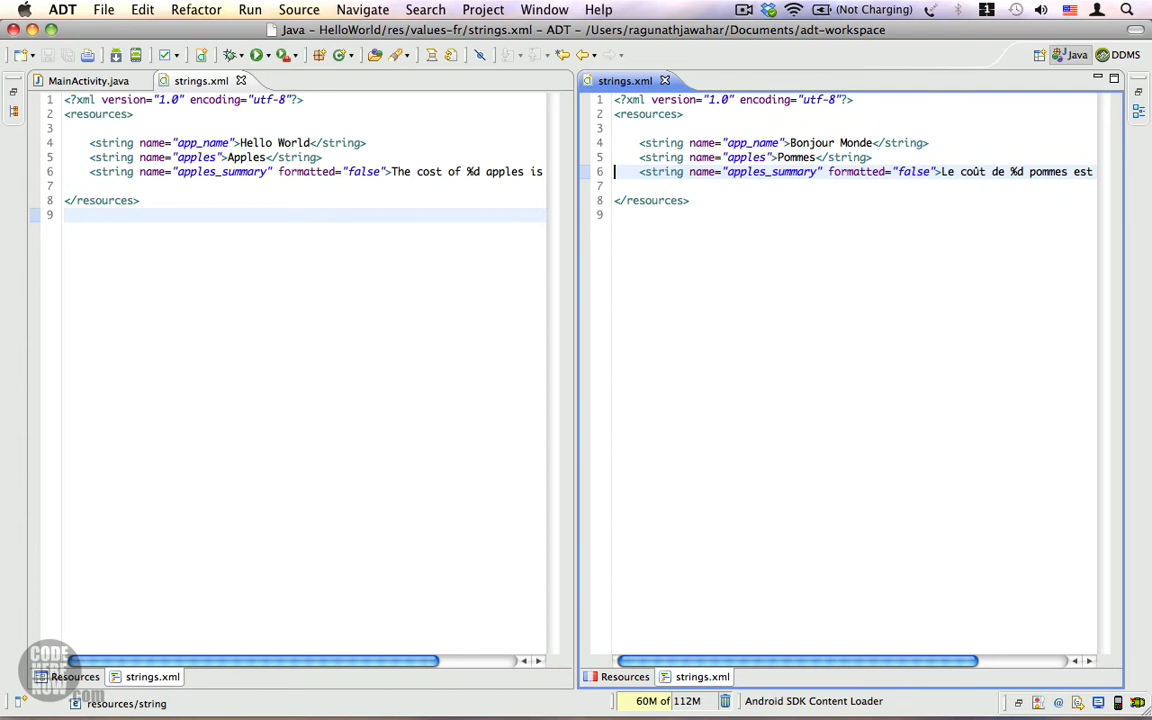 ADT File Edit Refactor Run Source Navigate Search Project Window Help (Not Charging) 1
Java - HelloWorld/res/values-fr/strings.xml - ADT - /Users/ragunathjawahar/Documents/adt-workspace
Java DDMS
MainActivity.java strings.xml
1 <?xml version="1.0" encoding="utf-8"?>
2 <resources>
3
4 <string name="app_name">Hello World</string>
5 <string name="apples">Apples</string>
6 <string name="apples_summary" formatted="false">The cost of %d apples is
7
8 </resources>
9
Resources strings.xml
strings.xml
1 <?xml version="1.0" encoding="utf-8"?>
2 <resources>
3
4 <string name="app_name">Bonjour Monde</string>
5 <string name="apples">Pommes</string>
6 <string name="apples_summary" formatted="false">Le coût de %d pommes est
7
8 </resources>
9
Resources strings.xml
resources/string
60M of 112M Android SDK Content Loader
CODE
HERE
NOW
.com